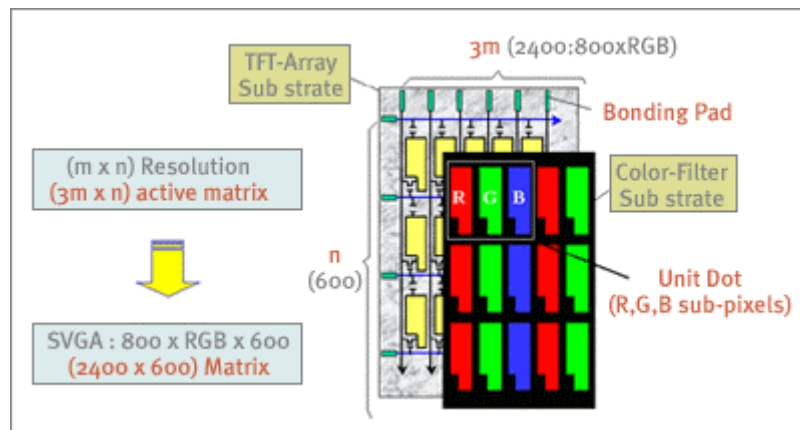 3m (2400:800xRGB)
TFT-Array
Sub strate
Bonding Pad
(m x n) Resolution
(3m x n) active matrix
Color-Filter
Sub strate
R G B
n
(600)
Unit Dot
(R,G,B sub-pixels)
SVGA : 800 x RGB x 600
(2400 x 600) Matrix